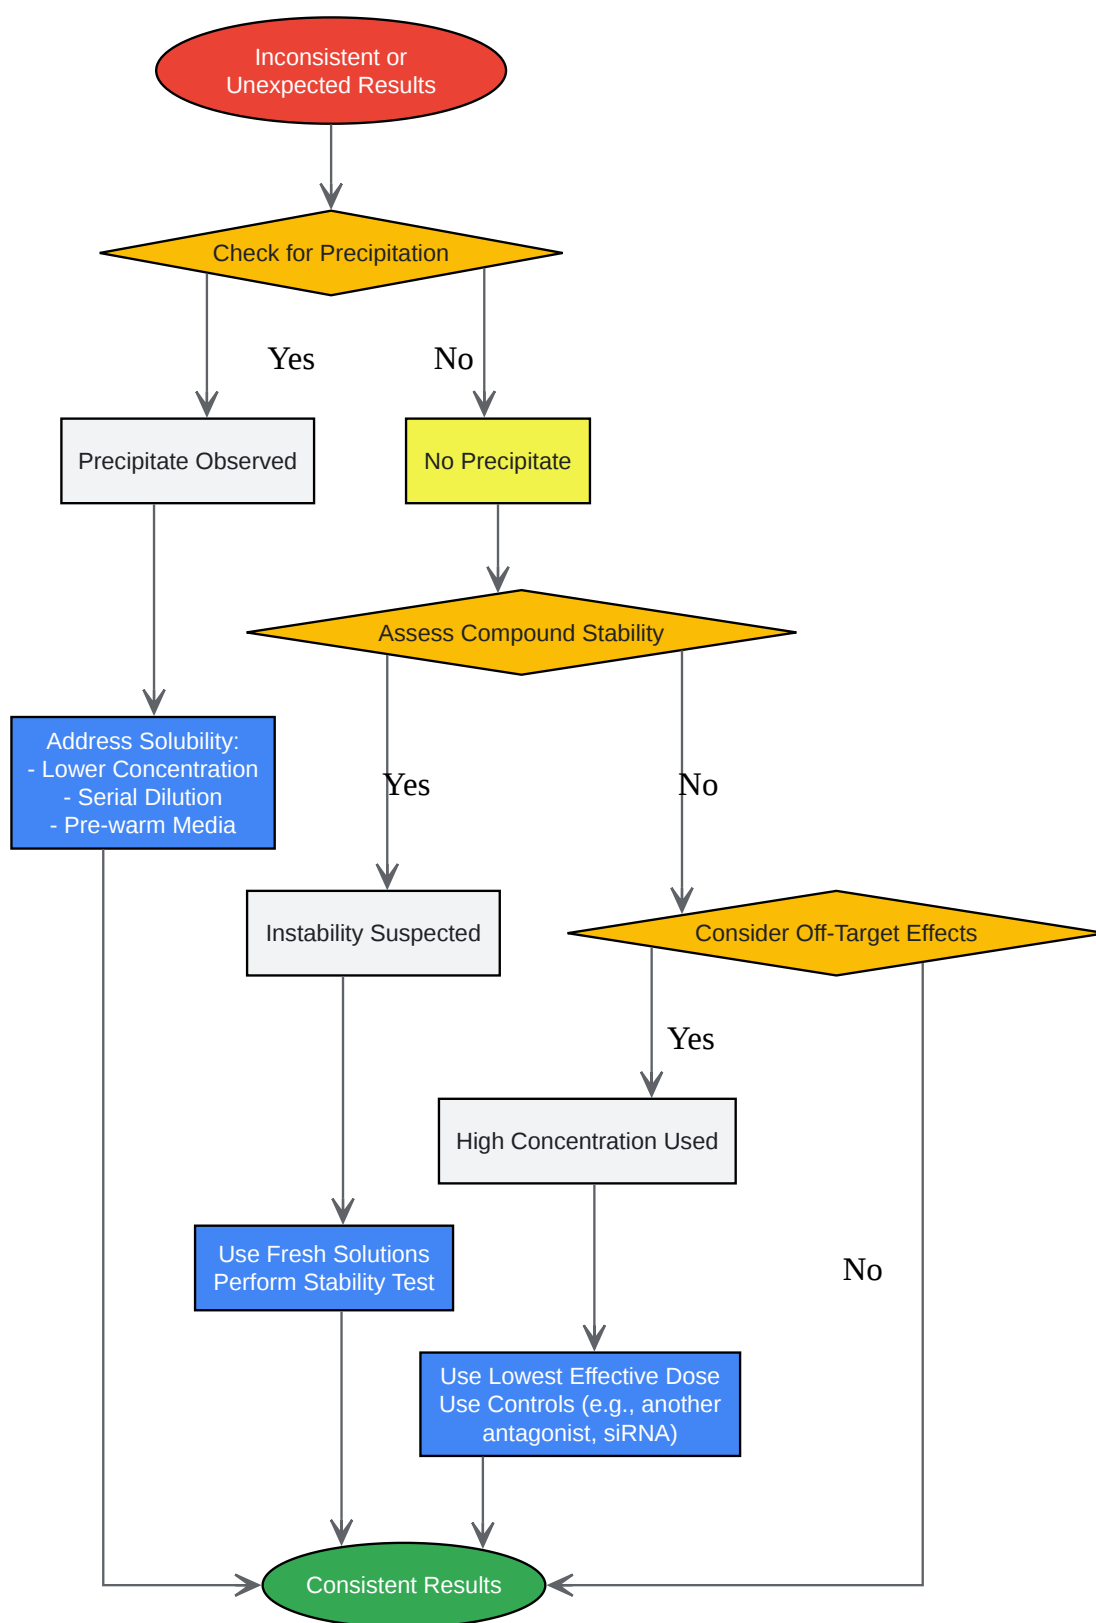 Inconsistent or
Unexpected Results
Check for Precipitation
Yes
No
Precipitate Observed
No Precipitate
Assess Compound Stability
Address Solubility:
- Lower Concentration
- Serial Dilution
- Pre-warm Media
Yes
No
Instability Suspected
Consider Off-Target Effects
Yes
High Concentration Used
Use Fresh Solutions
Perform Stability Test
No
Use Lowest Effective Dose
Use Controls (e.g., another
antagonist, siRNA)
Consistent Results